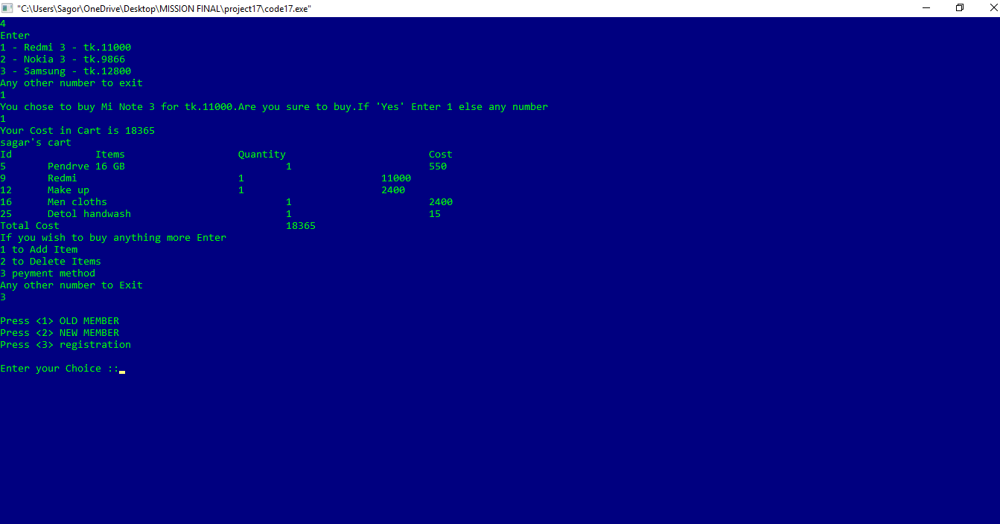 "C:\Users\Sagor\OneDrive\Desktop\MISSION FINAL\project17\code17.exe"
4
Enter
1 - Redmi 3 - tk.11000
2 - Nokia 3 - tk.9866
3 - Samsung - tk.12800
Any other number to exit
1
You chose to buy Mi Note 3 for tk.11000.Are you sure to buy.If 'Yes' Enter 1 else any number
1
Your Cost in Cart is 18365
sagar's cart
Id Items Quantity Cost
5 Pendrve 16 GB 1 550
9 Redmi 1 11000
12 Make up 1 2400
16 Men cloths 1 2400
25 Detol handwash 1 15
Total Cost 18365
If you wish to buy anything more Enter
1 to Add Item
2 to Delete Items
3 peyment method
Any other number to Exit
3
Press <1> OLD MEMBER
Press <2> NEW MEMBER
Press <3> registration
Enter your Choice ::